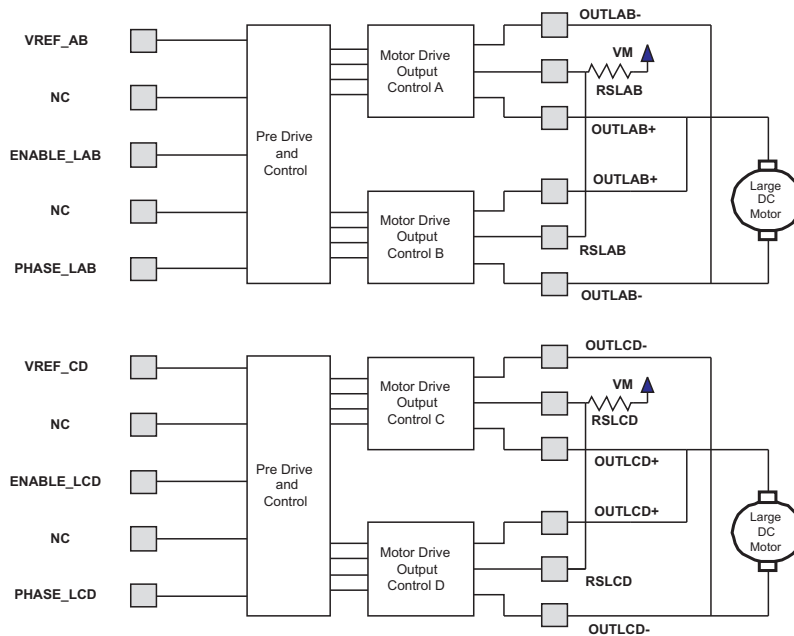 OUTLAB-
VREF_AB
VM
Motor Drive
Output
Control A
RSLAB
NC
OUTLAB+
Pre Drive
and
Control
ENABLE_LAB
OUTLAB+
Large
DC
Motor
NC
Motor Drive
Output
Control B
RSLAB
PHASE_LAB
OUTLAB-
OUTLCD-
VREF_CD
VM
Motor Drive
Output
Control C
RSLCD
NC
OUTLCD+
Pre Drive
and
Control
ENABLE_LCD
OUTLCD+
Large
DC
Motor
NC
Motor Drive
Output
Control D
RSLCD
PHASE_LCD
OUTLCD-